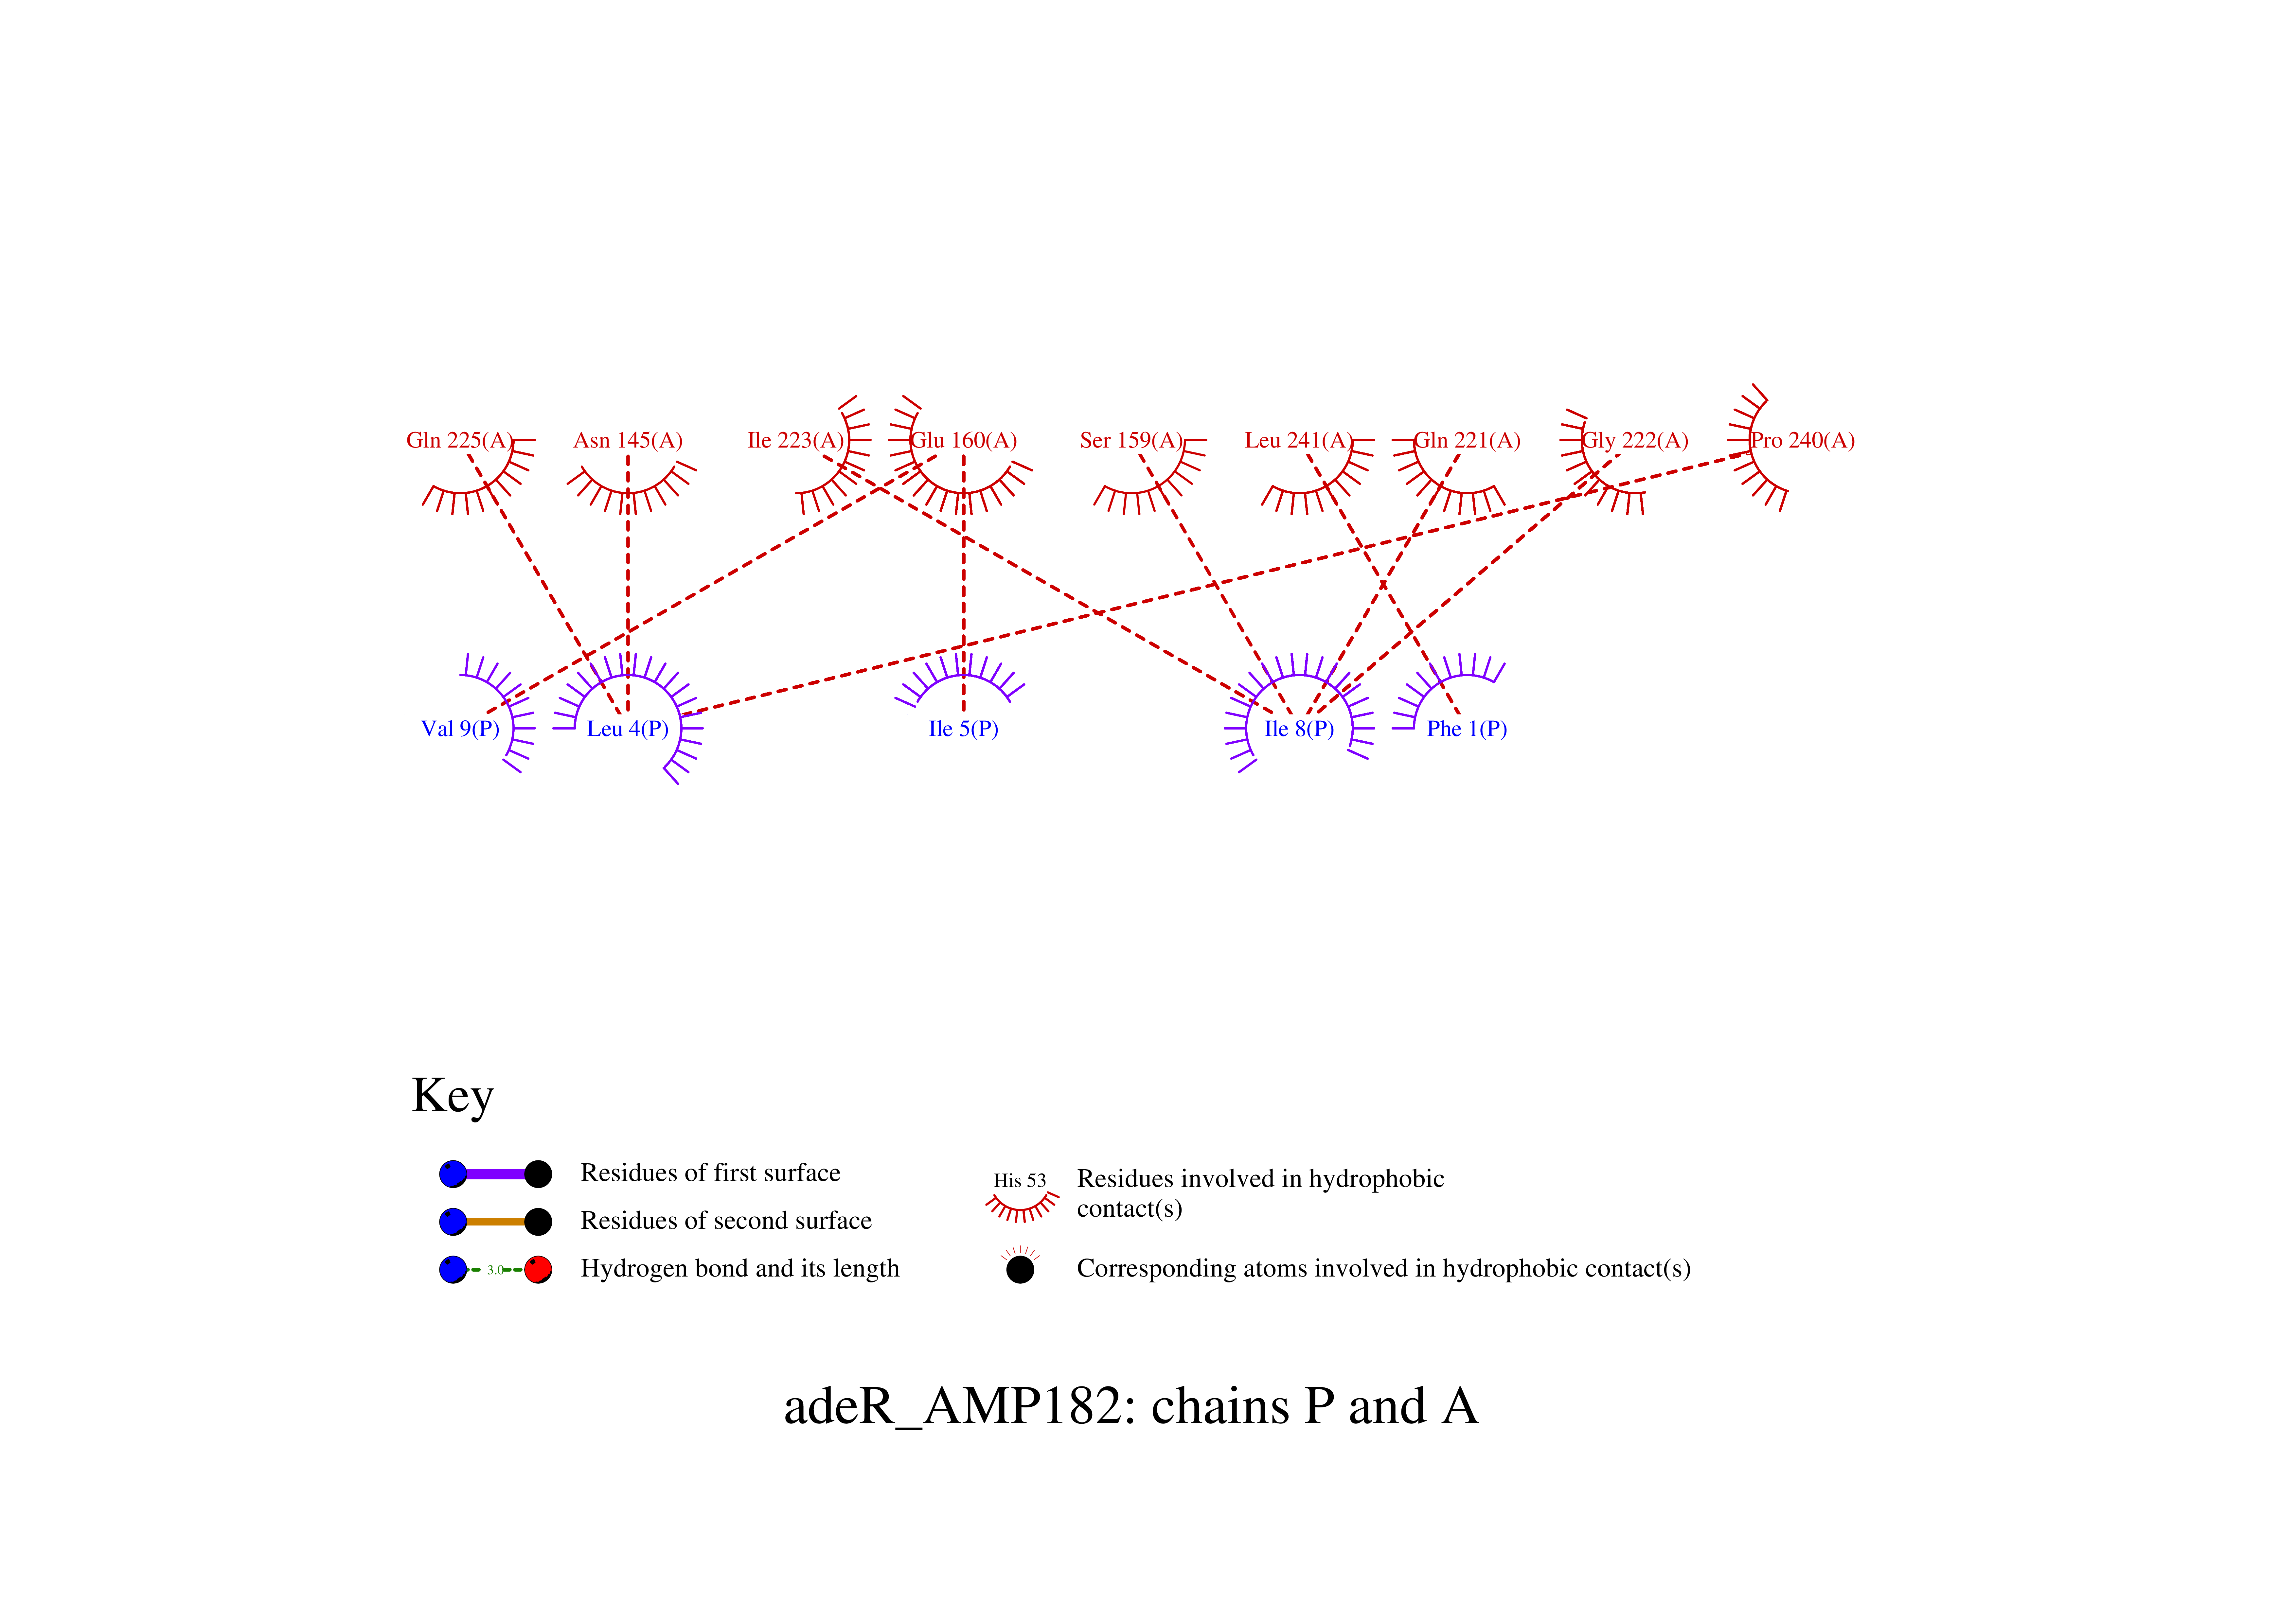 Gln 225(A) Asn 145(A) Ile 223(A) Glu 160(A) Ser 159(A) Leu 241(A) Gln 221(A) Gly 222(A) Pro 240(A)
Val 9(P) Leu 4(P) Ile 5(P) Ile 8(P) Phe 1(P)
Key
Residues of first surface
Residues of second surface
3.0 Hydrogen bond and its length
His 53 Residues involved in hydrophobic
contact(s)
Corresponding atoms involved in hydrophobic contact(s)
adeR_AMP182: chains P and A